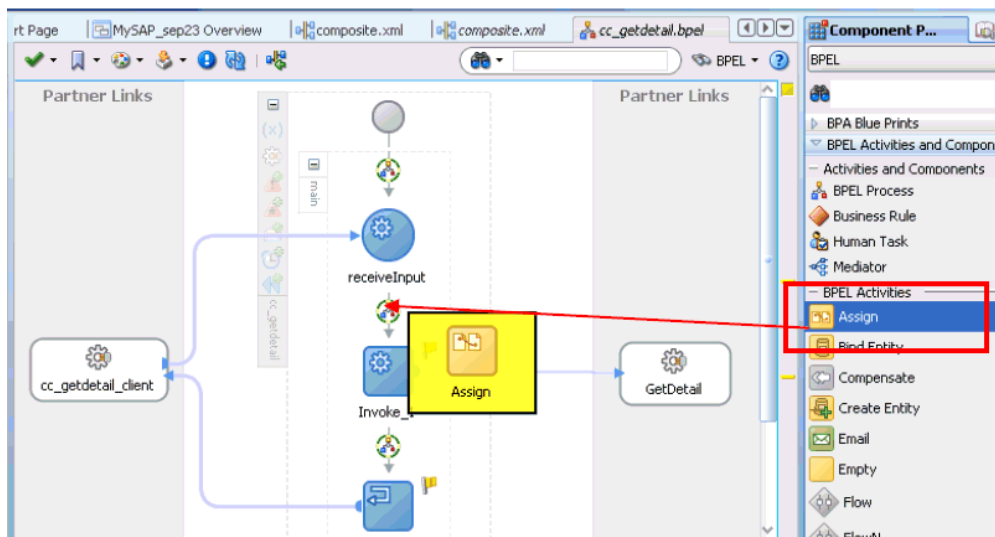 rt Page
MySAP_sep23 Overview
composite.xml
composite.xml
cc_getdetail.bpel
Component P...
BPEL
BPEL
Partner Links
Partner Links
main
receiveInput
cc_getdetail
cc_getdetail_client
Assign
GetDetail
Invoke_
BPA Blue Prints
BPEL Activities and Compon
Activities and Components
BPEL Process
Business Rule
Human Task
Mediator
BPEL Activities
Assign
Bind Entity
Compensate
Create Entity
Email
Empty
Flow
FlowN